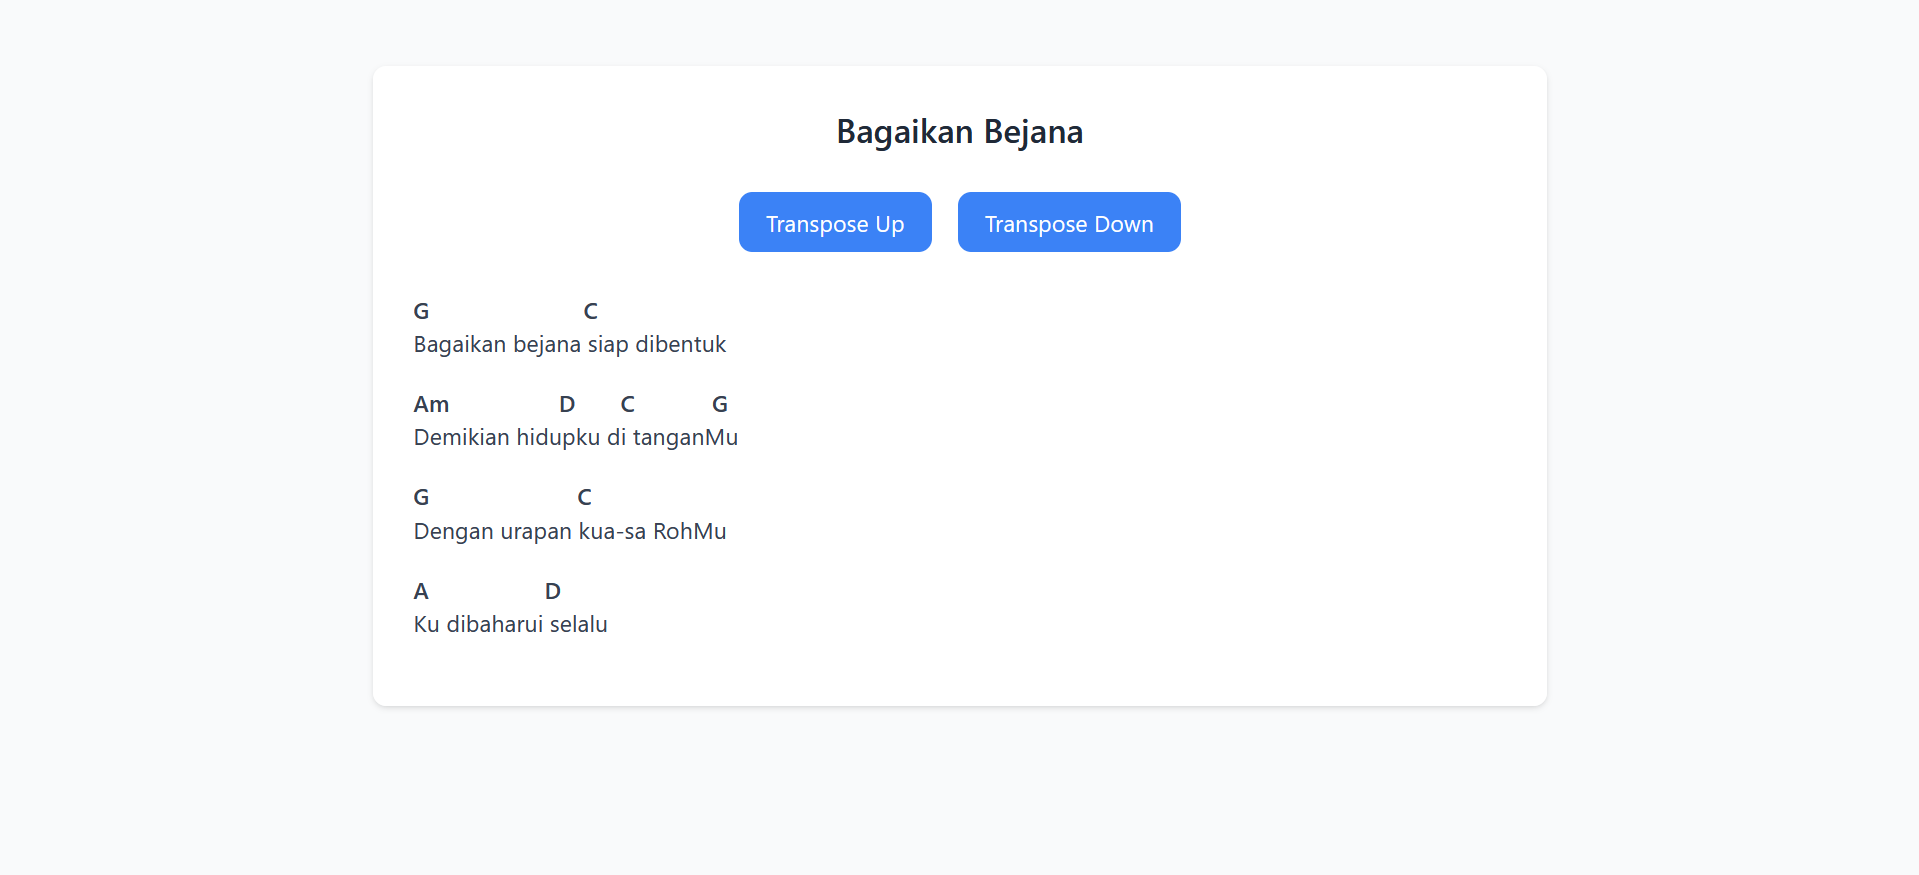 Bagaikan Bejana
Transpose Up Transpose Down
G C
Bagaikan bejana siap dibentuk
Am D C G
Demikian hidupku di tanganMu
G C
Dengan urapan kua-sa RohMu
A D
Ku dibaharui selalu